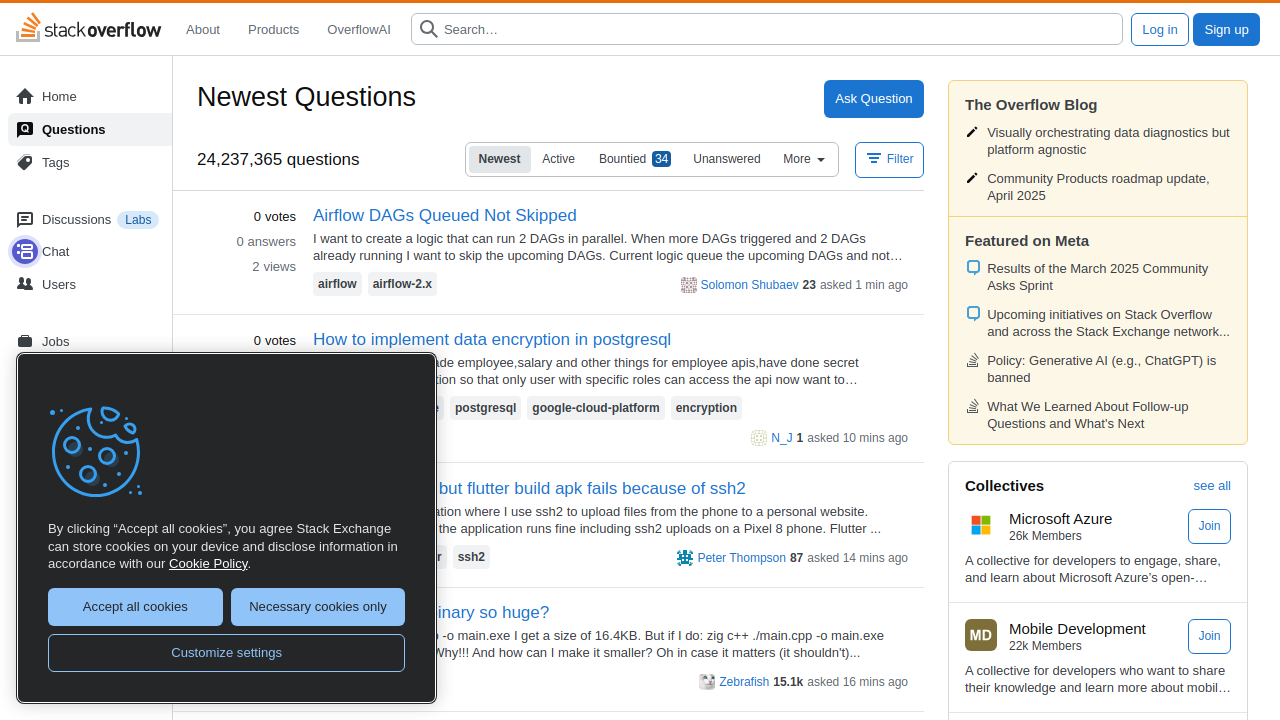 stack overflow
About
Products
OverflowAI
Search…
Log in
Sign up
Home
Questions
Tags
Discussions
Labs
Chat
Users
Jobs
Newest Questions
Ask Question
24,237,365 questions
Newest
Active
Bountied 34
Unanswered
More
Filter
0 votes
0 answers
2 views
Airflow DAGs Queued Not Skipped
I want to create a logic that can run 2 DAGs in parallel. When more DAGs triggered and 2 DAGs
already running I want to skip the upcoming DAGs. Current logic queue the upcoming DAGs and not…
airflow
airflow-2.x
Solomon Shubaev 23 asked 1 min ago
0 votes
How to implement data encryption in postgresql
ade employee,salary and other things for employee apis,have done secret
tion so that only user with specific roles can access the api now want to…
postgresql
google-cloud-platform
encryption
N_J 1 asked 10 mins ago
but flutter build apk fails because of ssh2
ation where I use ssh2 to upload files from the phone to a personal website.
the application runs fine including ssh2 uploads on a Pixel 8 phone. Flutter ...
ssh2
Peter Thompson 87 asked 14 mins ago
inary so huge?
-o main.exe I get a size of 16.4KB. But if I do: zig c++ ./main.cpp -o main.exe
Why!!! And how can I make it smaller? Oh in case it matters (it shouldn't)...
Zebrafish 15.1k asked 16 mins ago
By clicking “Accept all cookies”, you agree Stack Exchange
can store cookies on your device and disclose information in
accordance with our Cookie Policy.
Accept all cookies
Necessary cookies only
Customize settings
The Overflow Blog
Visually orchestrating data diagnostics but
platform agnostic
Community Products roadmap update,
April 2025
Featured on Meta
Results of the March 2025 Community
Asks Sprint
Upcoming initiatives on Stack Overflow
and across the Stack Exchange network...
Policy: Generative AI (e.g., ChatGPT) is
banned
What We Learned About Follow-up
Questions and What's Next
Collectives
see all
Microsoft Azure
26k Members
Join
A collective for developers to engage, share,
and learn about Microsoft Azure’s open-…
MD
Mobile Development
22k Members
Join
A collective for developers who want to share
their knowledge and learn more about mobil…